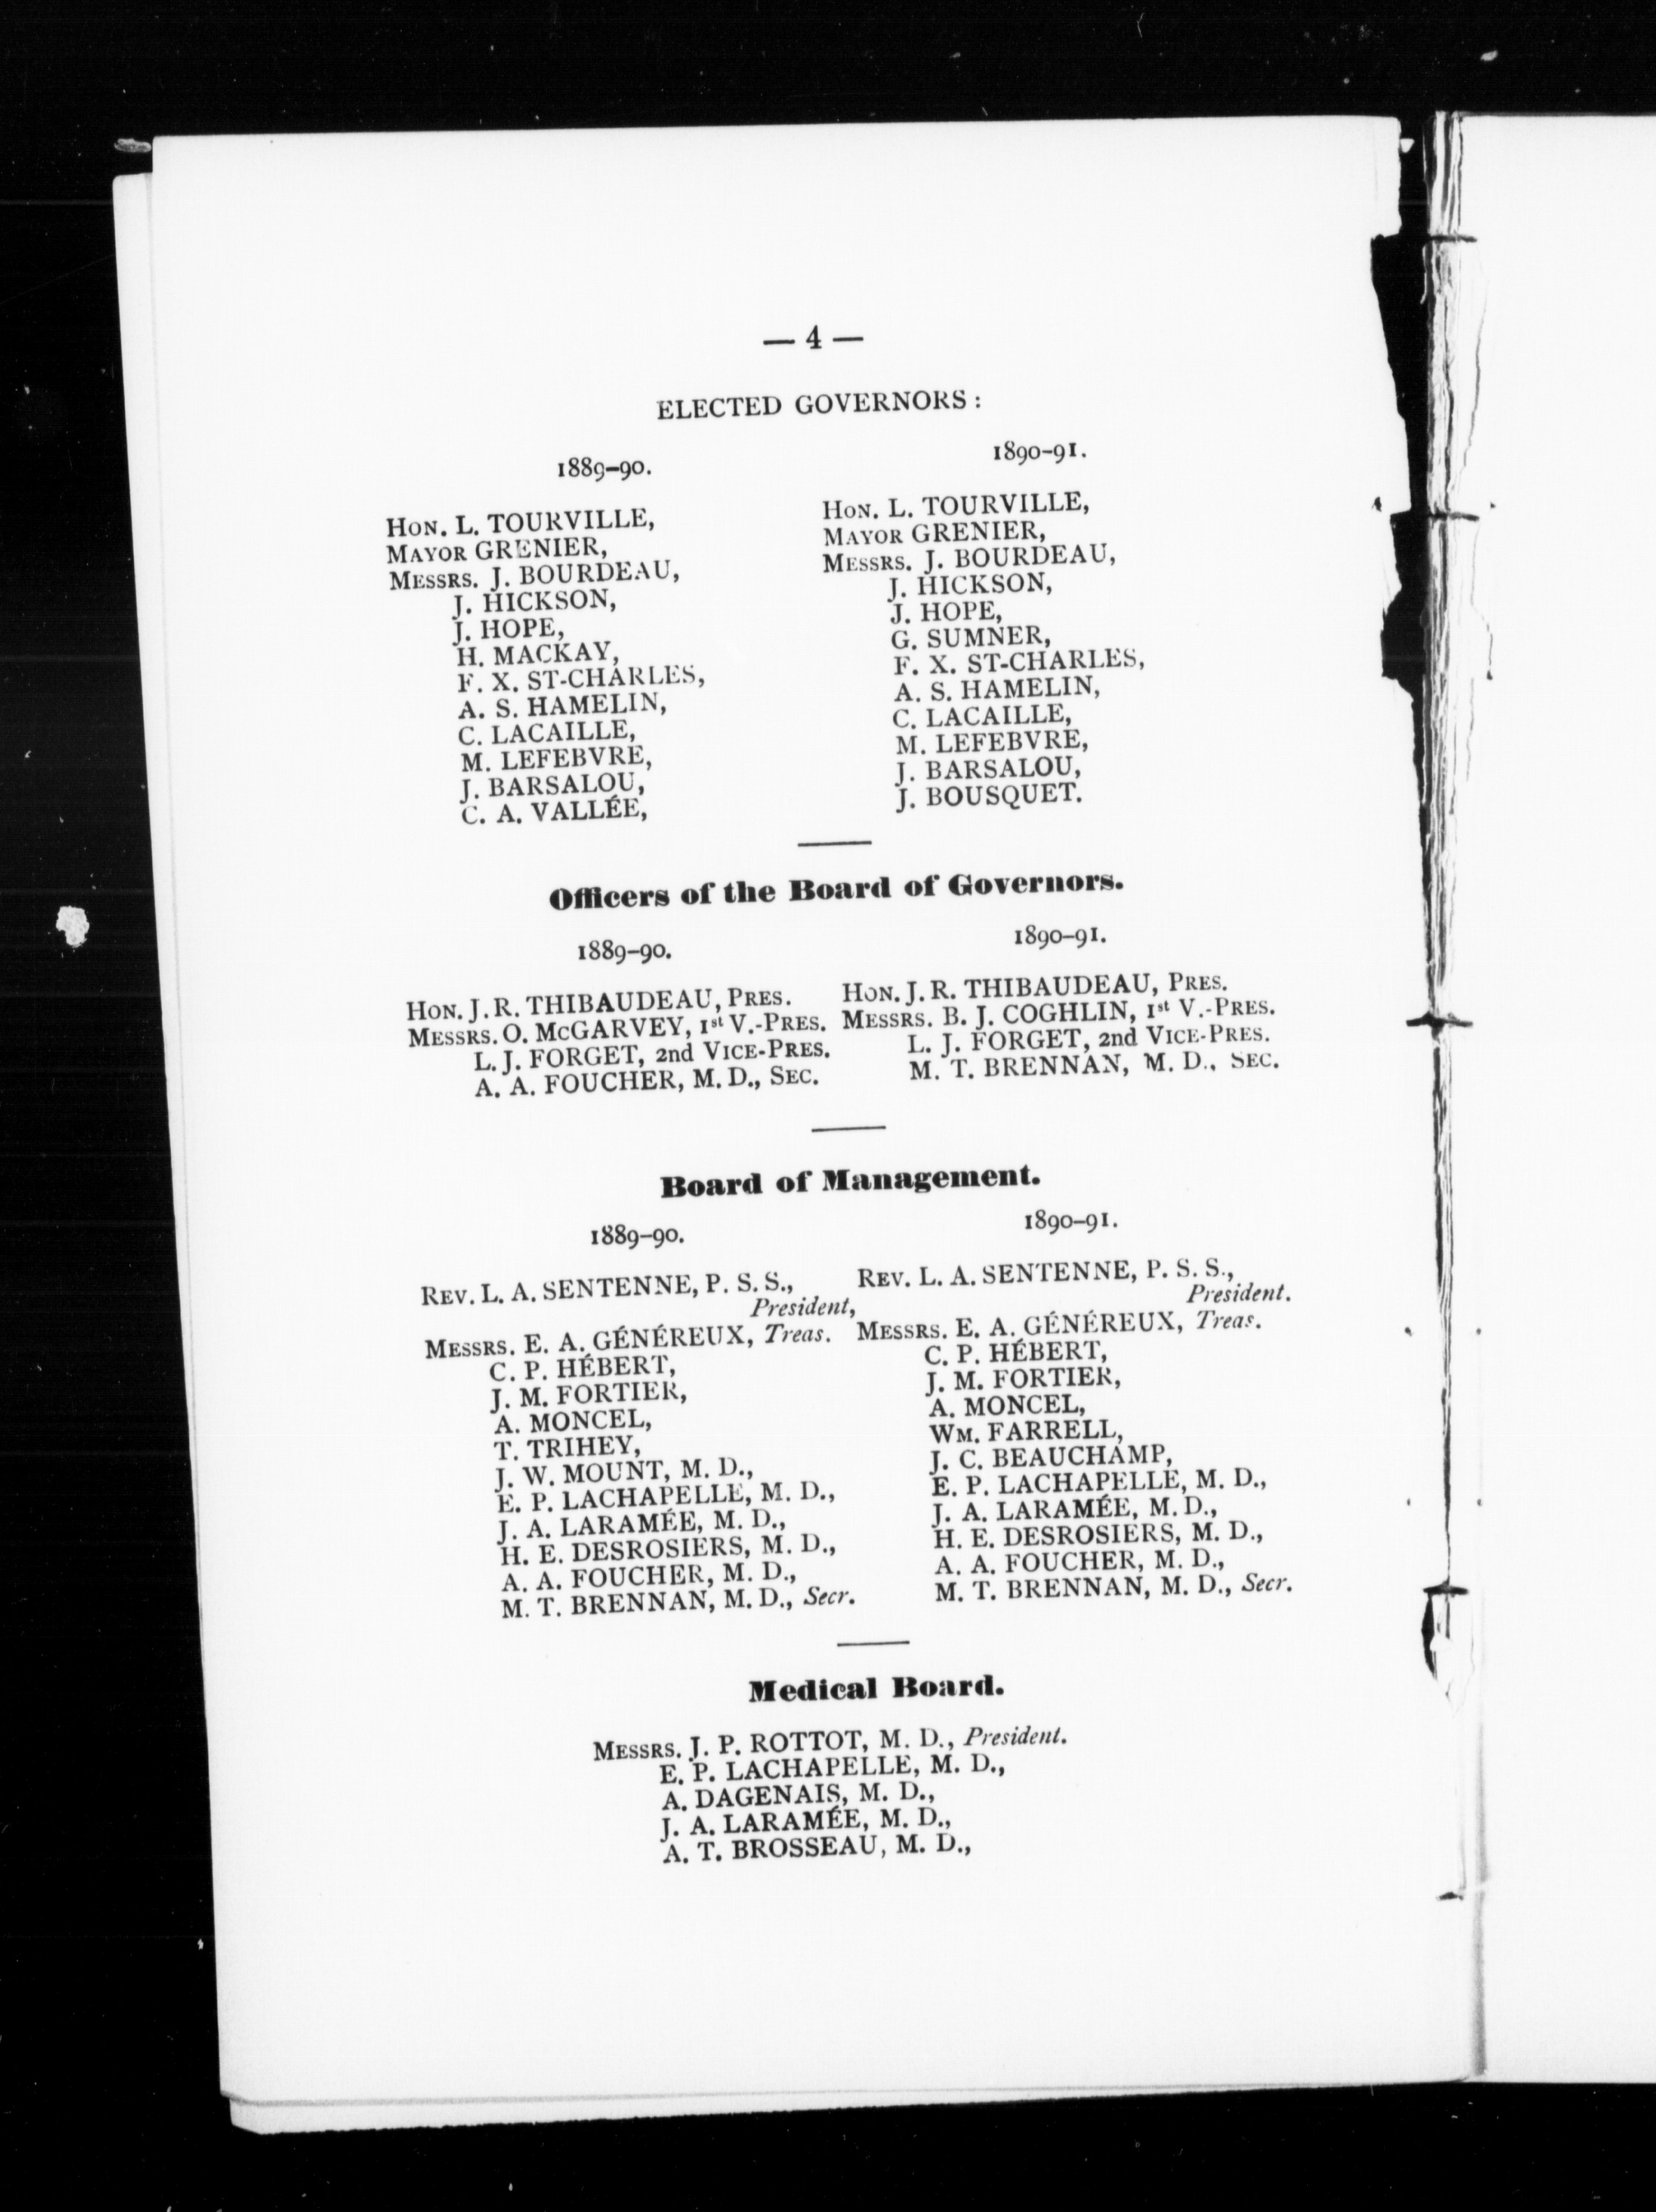 — 4 —
ELECTED GOVERNORS:
1889–90.
HON. L. TOURVILLE,
MAYOR GRENIER,
MESSRS. J. BOURDEAU,
J. HICKSON,
J. HOPE,
H. MACKAY,
F. X. ST-CHARLES,
A. S. HAMELIN,
C. LACAILLE,
M. LEFEBVRE,
J. BARSALOU,
C. A. VALLÉE,
1890–91.
HON. L. TOURVILLE,
MAYOR GRENIER,
MESSRS. J. BOURDEAU,
J. HICKSON,
J. HOPE,
G. SUMNER,
F. X. ST-CHARLES,
A. S. HAMELIN,
C. LACAILLE,
M. LEFEBVRE,
J. BARSALOU,
J. BOUSQUET.
Officers of the Board of Governors.
1889–90.
HON. J. R. THIBAUDEAU, PRES.
MESSRS. O. McGARVEY, 1st V.-PRES.
L. J. FORGET, 2nd VICE-PRES.
A. A. FOUCHER, M. D., SEC.
1890–91.
HON. J. R. THIBAUDEAU, PRES.
MESSRS. B. J. COGHLIN, 1st V.-PRES.
L. J. FORGET, 2nd VICE-PRES.
M. T. BRENNAN, M. D., SEC.
Board of Management.
1889–90.
REV. L. A. SENTENNE, P. S. S.,
President,
MESSRS. E. A. GÉNÉREUX, Treas.
C. P. HÉBERT,
J. M. FORTIER,
A. MONCEL,
T. TRIHEY,
J. W. MOUNT, M. D.,
E. P. LACHAPELLE, M. D.,
J. A. LARAMÉE, M. D.,
H. E. DESROSIERS, M. D.,
A. A. FOUCHER, M. D.,
M. T. BRENNAN, M. D., Secr.
1890–91.
REV. L. A. SENTENNE, P. S. S.,
President.
MESSRS. E. A. GÉNÉREUX, Treas.
C. P. HÉBERT,
J. M. FORTIER,
A. MONCEL,
WM. FARRELL,
J. C. BEAUCHAMP,
E. P. LACHAPELLE, M. D.,
J. A. LARAMÉE, M. D.,
H. E. DESROSIERS, M. D.,
A. A. FOUCHER, M. D.,
M. T. BRENNAN, M. D., Secr.
Medical Board.
MESSRS. J. P. ROTTOT, M. D., President.
E. P. LACHAPELLE, M. D.,
A. DAGENAIS, M. D.,
J. A. LARAMÉE, M. D.,
A. T. BROSSEAU, M. D.,